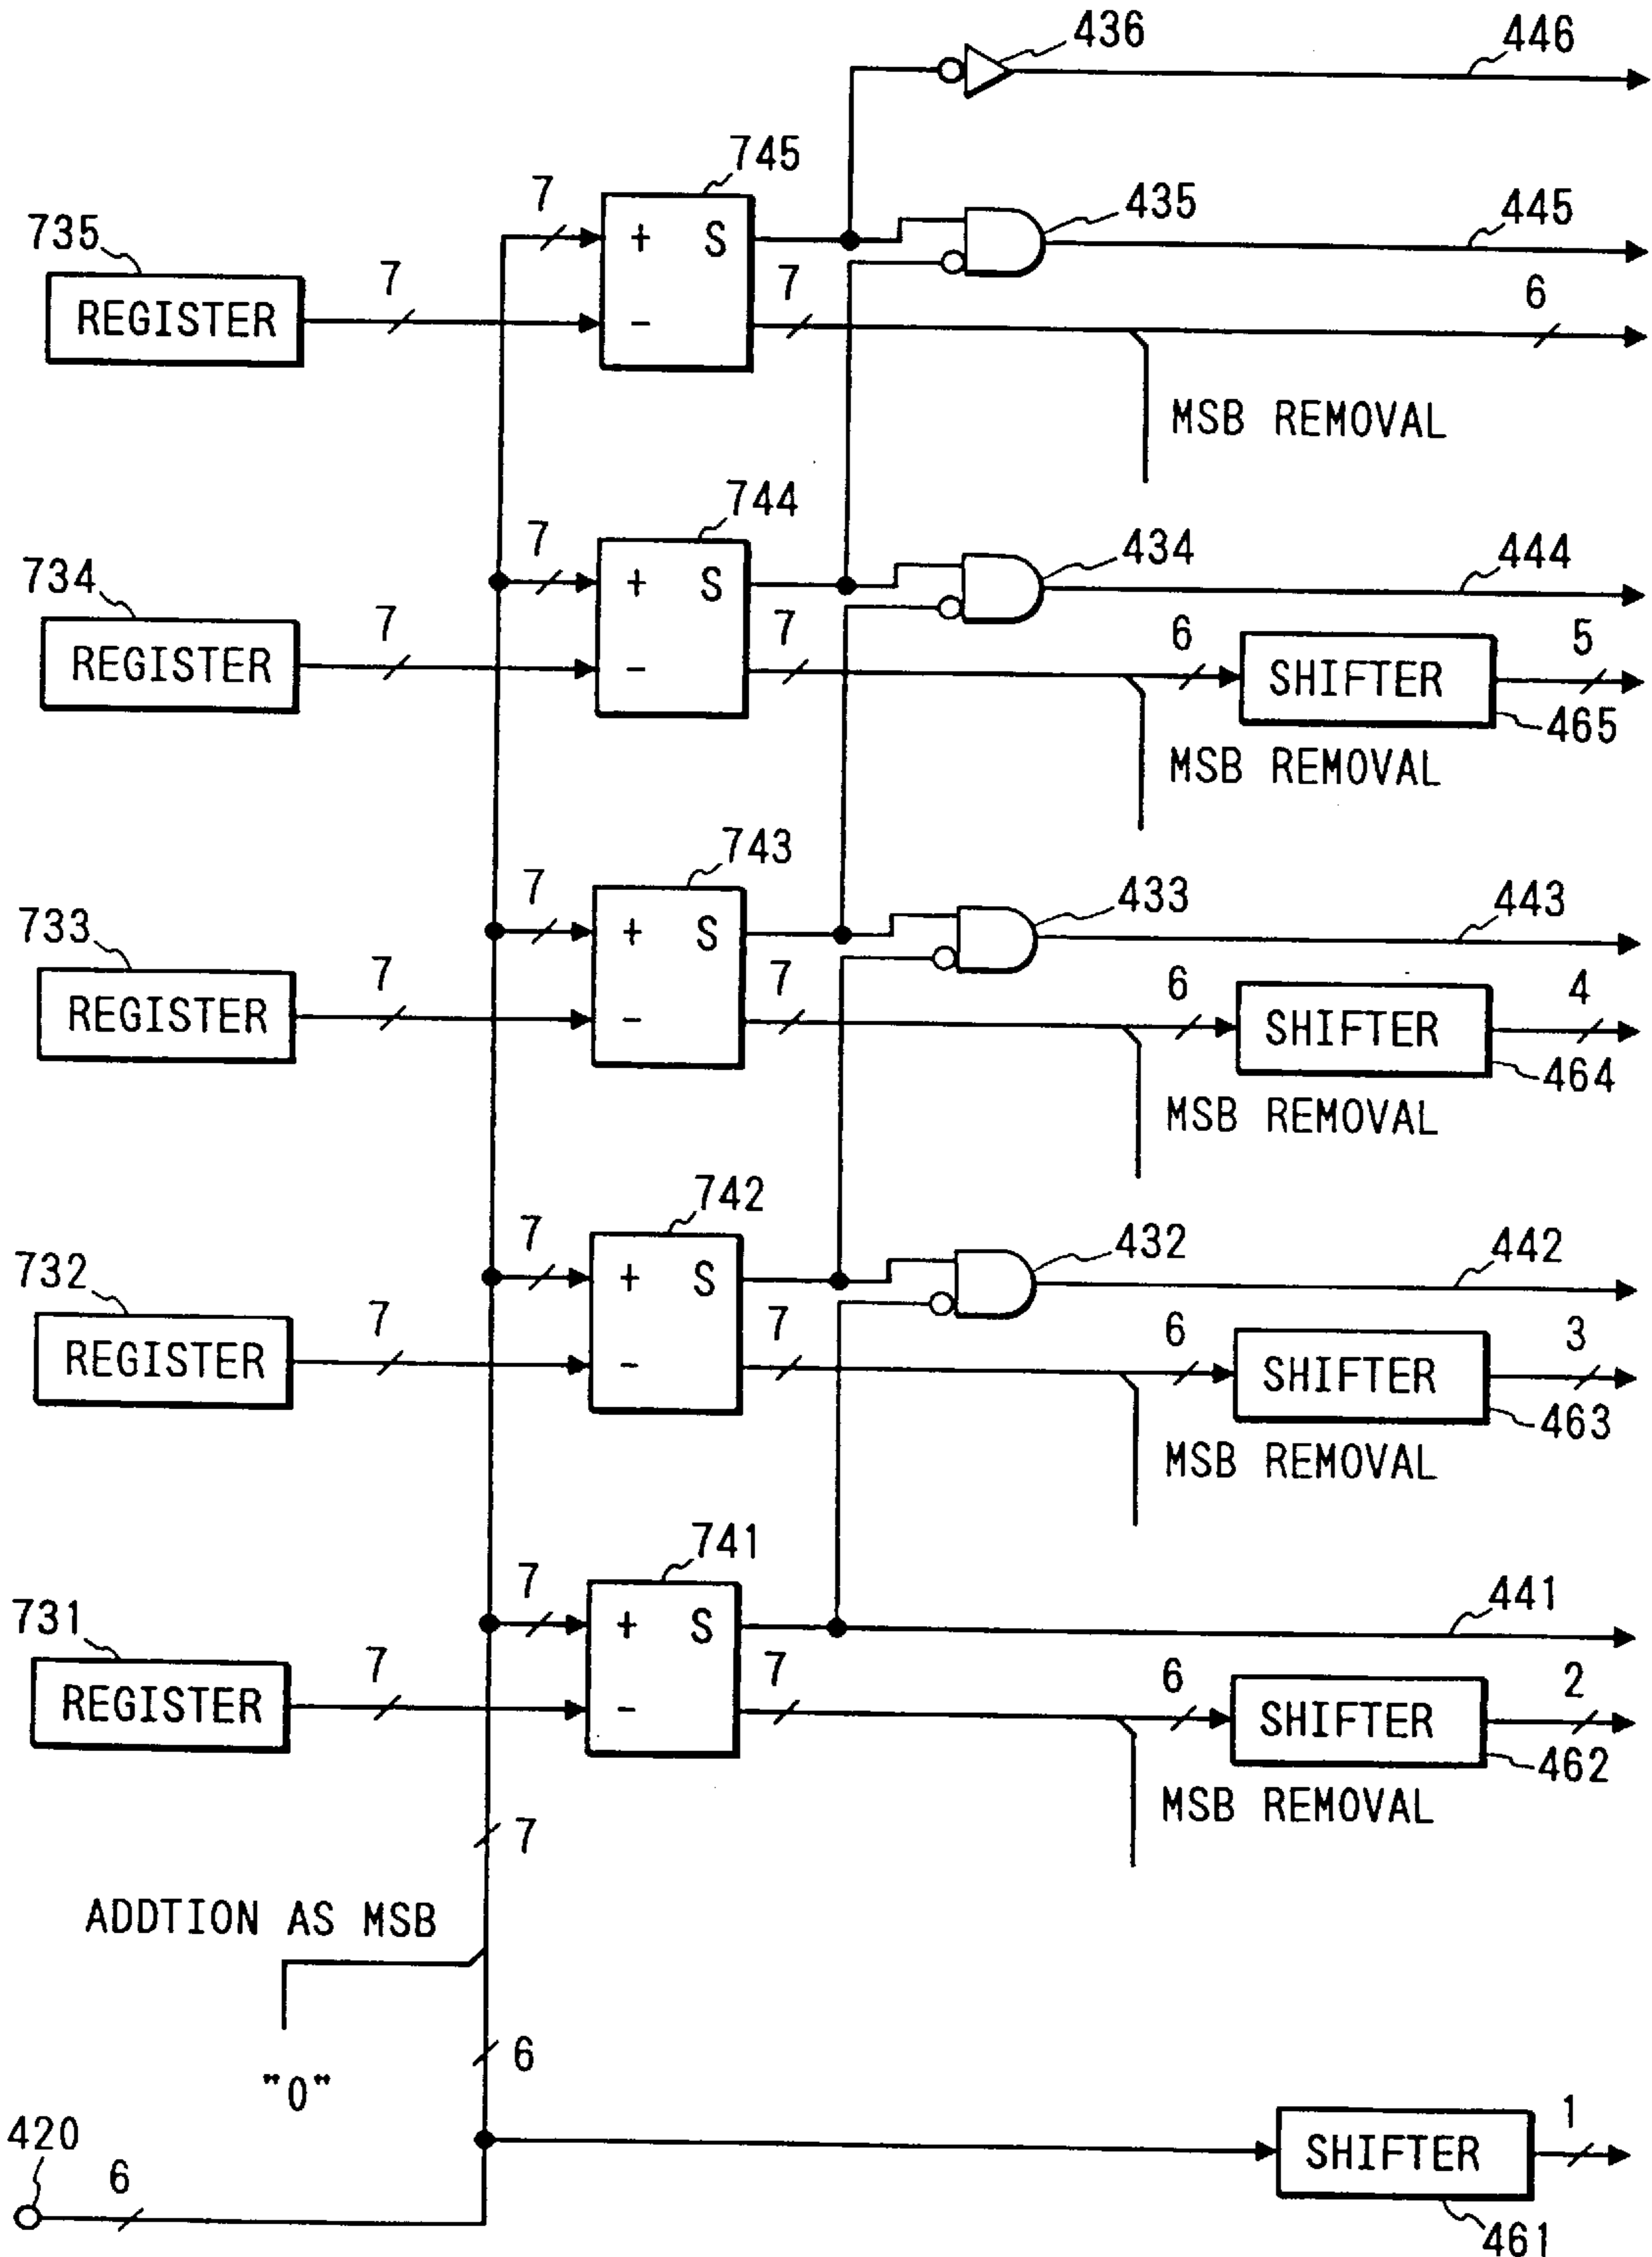 436
446
745
7
435
445
735
+ S
REGISTER
7
-
7
6
MSB REMOVAL
744
7
434
444
734
+ S
REGISTER
7
-
7
6
SHIFTER
5
465
MSB REMOVAL
743
7
433
443
733
+ S
REGISTER
7
-
7
6
SHIFTER
4
464
MSB REMOVAL
742
7
432
442
732
+ S
REGISTER
7
-
7
6
SHIFTER
3
463
MSB REMOVAL
741
7
441
731
+ S
REGISTER
7
-
7
6
SHIFTER
2
462
MSB REMOVAL
7
ADDTION AS MSB
6
"0"
420
6
SHIFTER
1
461